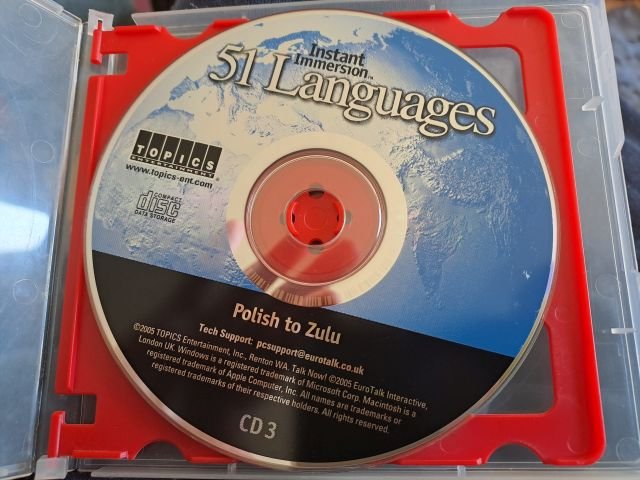 Instant
Immersion™
51 Languages
TOPICS
ENTERTAINMENT
www.topics-ent.com
COMPACT
disc
DATA STORAGE
Polish to Zulu
Tech Support: pcsupport@eurotalk.co.uk
©2005 TOPICS Entertainment, Inc., Renton WA. Talk Now! ©2005 EuroTalk Interactive,
London UK. Windows is a registered trademark of Microsoft Corp. Macintosh is a
registered trademark of Apple Computer, Inc. All names are trademarks or
registered trademarks of their respective holders. All rights reserved.
CD 3